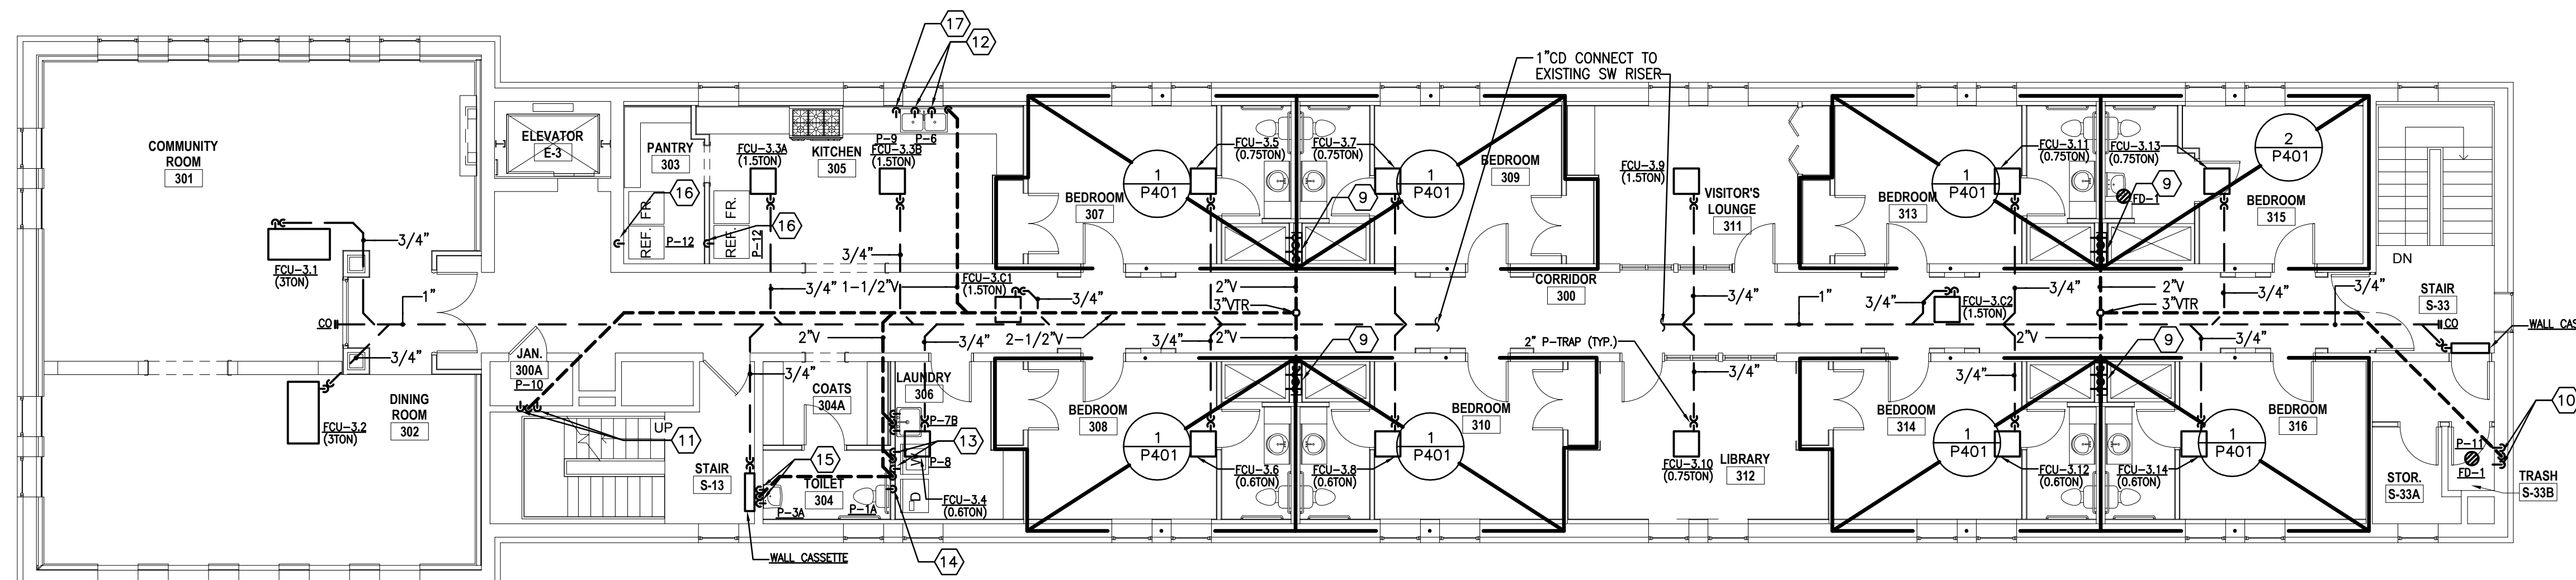 17
12
1"CD CONNECT TO
EXISTING SW RISER
COMMUNITY
ROOM
301
ELEVATOR
E-3
PANTRY
303
FCU-3.3A
(1.5TON)
KITCHEN
305
P-9
P-6
FCU-3.3B
(1.5TON)
FCU-3.5
(0.75TON)
FCU-3.7
(0.75TON)
1
P401
1
P401
BEDROOM
309
FCU-3.9
(1.5TON)
VISITOR'S
LOUNGE
311
1
P401
FCU-3.11
(0.75TON)
FCU-3.13
(0.75TON)
2
P401
BEDROOM
307
9
BEDROOM
313
9
FD-1
BEDROOM
315
16
REF.
FR.
P-12
REF.
FR.
P-12
16
3/4"
FCU-3.1
(3TON)
3/4"
DN
1"
3/4"
1-1/2"V
FCU-3.C1
(1.5TON)
3/4"
2"V
3"VTR
CORRIDOR
300
3/4"
1"
3/4"
FCU-3.C2
(1.5TON)
3/4"
2"V
3"VTR
3/4"
3/4"
STAIR
S-33
CO
CO
WALL CAS
3/4"
JAN.
300A
P-10
2"V
3/4"
2-1/2"V
3/4"
2"V
9
2" P-TRAP (TYP.)
3/4"
2"V
9
3/4"
3/4"
COATS
304A
LAUNDRY
306
P-7B
DINING
ROOM
302
FCU-3.2
(3TON)
UP
11
BEDROOM
308
1
P401
1
P401
BEDROOM
310
BEDROOM
314
1
P401
1
P401
BEDROOM
316
10
13
P-8
W
STAIR
S-13
15
TOILET
304
P-3A
P-1A
D
FCU-3.4
(0.6TON)
FCU-3.6
(0.6TON)
FCU-3.8
(0.6TON)
FCU-3.10
(0.75TON)
LIBRARY
312
FCU-3.12
(0.6TON)
FCU-3.14
(0.6TON)
P-11
FD-1
STOR.
S-33A
TRASH
S-33B
WALL CASSETTE
14